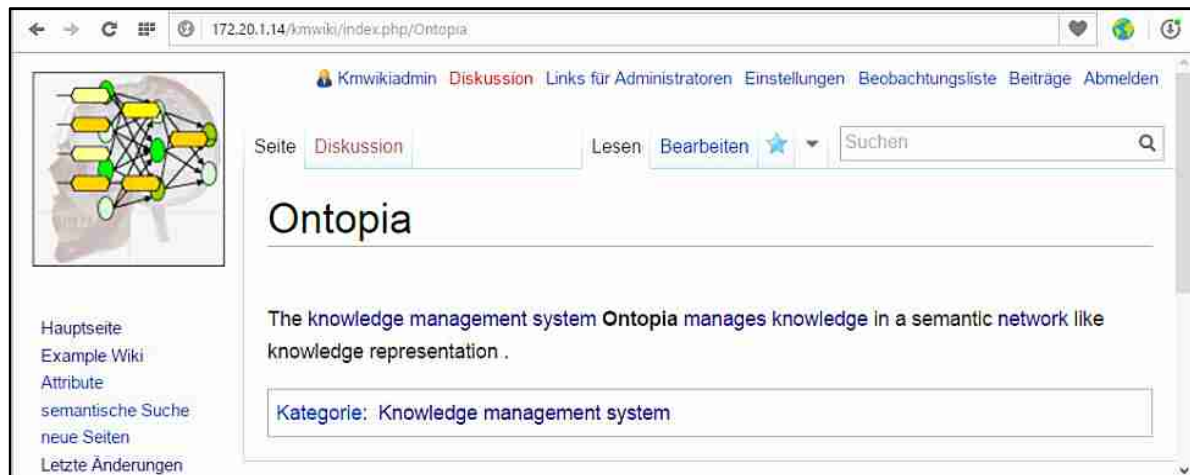 172.20.1.14/kmwiki/index.php/Ontopia
Kmwikiadmin Diskussion Links für Administratoren Einstellungen Beobachtungsliste Beiträge Abmelden
Seite Diskussion Lesen Bearbeiten Suchen
Ontopia
The knowledge management system Ontopia manages knowledge in a semantic network like
knowledge representation .
Kategorie: Knowledge management system
Hauptseite
Example Wiki
Attribute
semantische Suche
neue Seiten
Letzte Änderungen